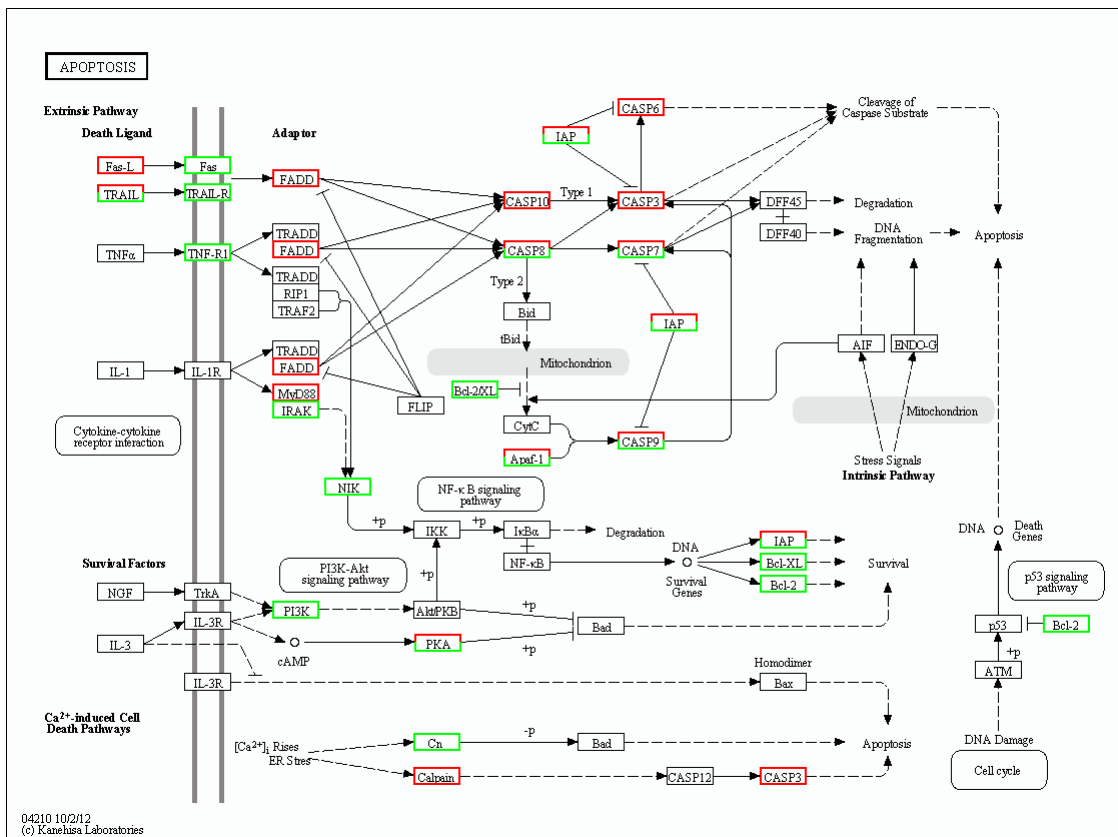 APOPTOSIS
Extrinsic Pathway
Death Ligand
Adaptor
Fas-L
Fas
TRAIL
TRAIL-R
FADD
TNFα
TNF-R1
TRADD
FADD
TRADD
RIP1
TRAF2
IL-1
IL-1R
TRADD
FADD
MyD88
IRAK
FLIP
Cytokine-cytokine
receptor interaction
NIK
CASP10
Type 1
CASP8
Type 2
Bid
tBid
Mitochondrion
Bcl-2/XL
CytC
Apaf-1
CASP6
IAP
CASP3
CASP7
IAP
CASP9
Cleavage of
Caspase Substrate
DFF45
Degradation
DFF40
DNA
Fragmentation
Apoptosis
AIF
ENDO-G
Mitochondrion
Stress Signals
Intrinsic Pathway
NF-κB signaling
pathway
+p
IKK
+p
IκBα
Degradation
NF-κB
DNA
Survival
Genes
IAP
Bcl-XL
Bcl-2
Survival
DNA
Death
Genes
p53 signaling
pathway
p53
Bcl-2
+p
ATM
DNA Damage
Cell cycle
Survival Factors
PI3K-Akt
signaling pathway
+p
NGF
TrkA
PI3K
Akt/PKB
+p
IL-3R
Bad
IL-3
cAMP
PKA
+p
IL-3R
Homodimer
Bax
Ca2+-induced Cell
Death Pathways
[Ca2+]i Rises
ER Stres
Cn
-p
Bad
Apoptosis
Calpain
CASP12
CASP3
04210 10/2/12
(c) Kanehisa Laboratories